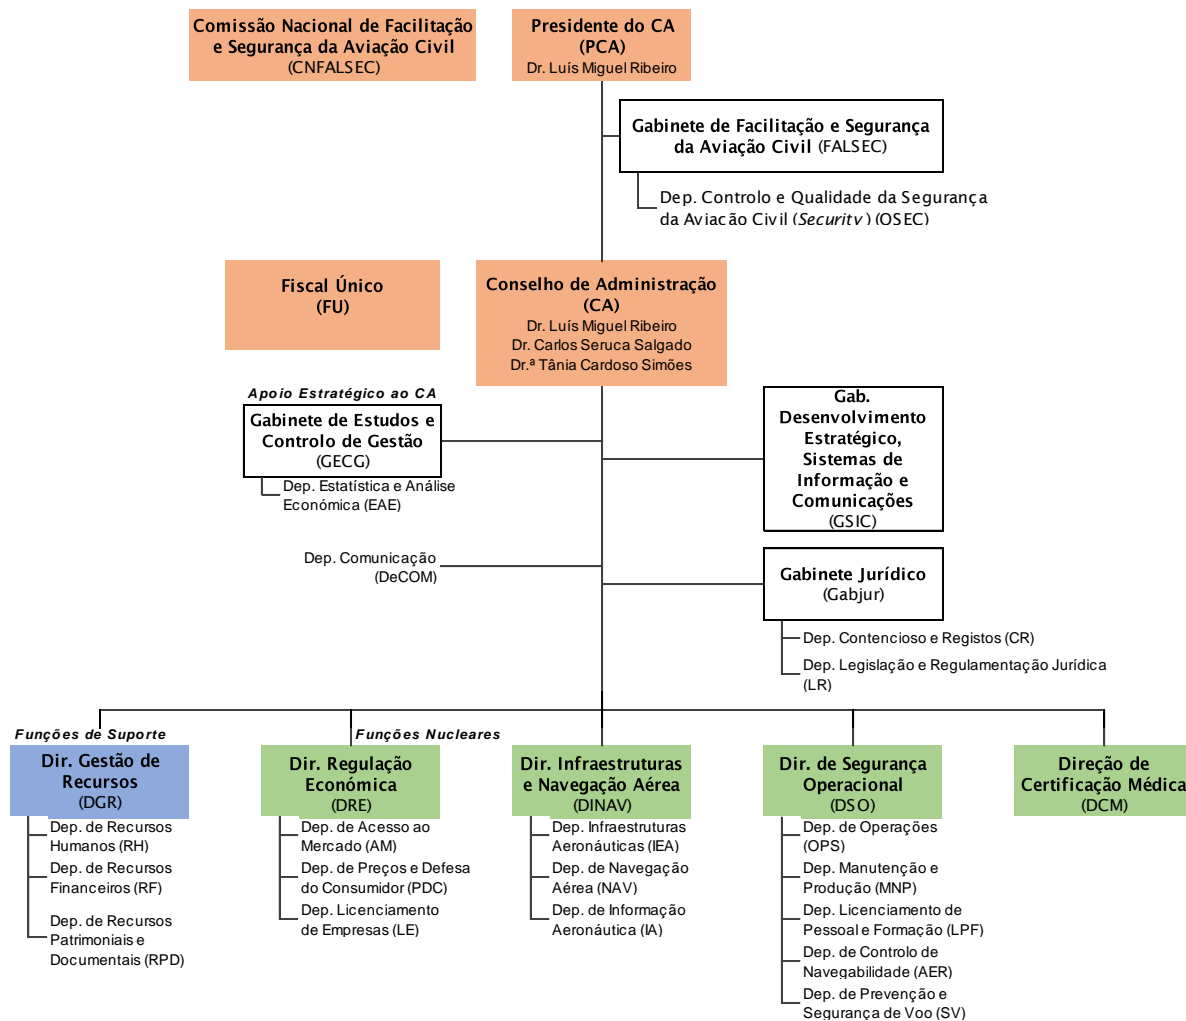 Comissão Nacional de Facilitação
e Segurança da Aviação Civil
(CNFALSEC)
Presidente do CA
(PCA)
Dr. Luís Miguel Ribeiro
Gabinete de Facilitação e Segurança
da Aviação Civil (FALSEC)
Dep. Controlo e Qualidade da Segurança
da Aviação Civil (Security) (OSEC)
Fiscal Único
(FU)
Conselho de Administração
(CA)
Dr. Luís Miguel Ribeiro
Dr. Carlos Seruca Salgado
Dr.ª Tânia Cardoso Simões
Apoio Estratégico ao CA
Gabinete de Estudos e
Controlo de Gestão
(GECG)
Dep. Estatística e Análise
Económica (EAE)
Gab.
Desenvolvimento
Estratégico,
Sistemas de
Informação e
Comunicações
(GSIC)
Dep. Comunicação
(DeCOM)
Gabinete Jurídico
(Gabjur)
Dep. Contencioso e Registos (CR)
Dep. Legislação e Regulamentação Jurídica
(LR)
Funções de Suporte
Funções Nucleares
Dir. Gestão de
Recursos
(DGR)
Dep. de Recursos
Humanos (RH)
Dep. de Recursos
Financeiros (RF)
Dep. de Recursos
Patrimoniais e
Documentais (RPD)
Dir. Regulação
Económica
(DRE)
Dep. de Acesso ao
Mercado (AM)
Dep. de Preços e Defesa
do Consumidor (PDC)
Dep. Licenciamento
de Empresas (LE)
Dir. Infraestruturas
e Navegação Aérea
(DINAV)
Dep. Infraestruturas
Aeronáuticas (IEA)
Dep. de Navegação
Aérea (NAV)
Dep. de Informação
Aeronáutica (IA)
Dir. de Segurança
Operacional
(DSO)
Dep. de Operações
(OPS)
Dep. Manutenção e
Produção (MNP)
Dep. Licenciamento de
Pessoal e Formação (LPF)
Dep. de Controlo de
Navegabilidade (AER)
Dep. de Prevenção e
Segurança de Voo (SV)
Direção de
Certificação Médica
(DCM)